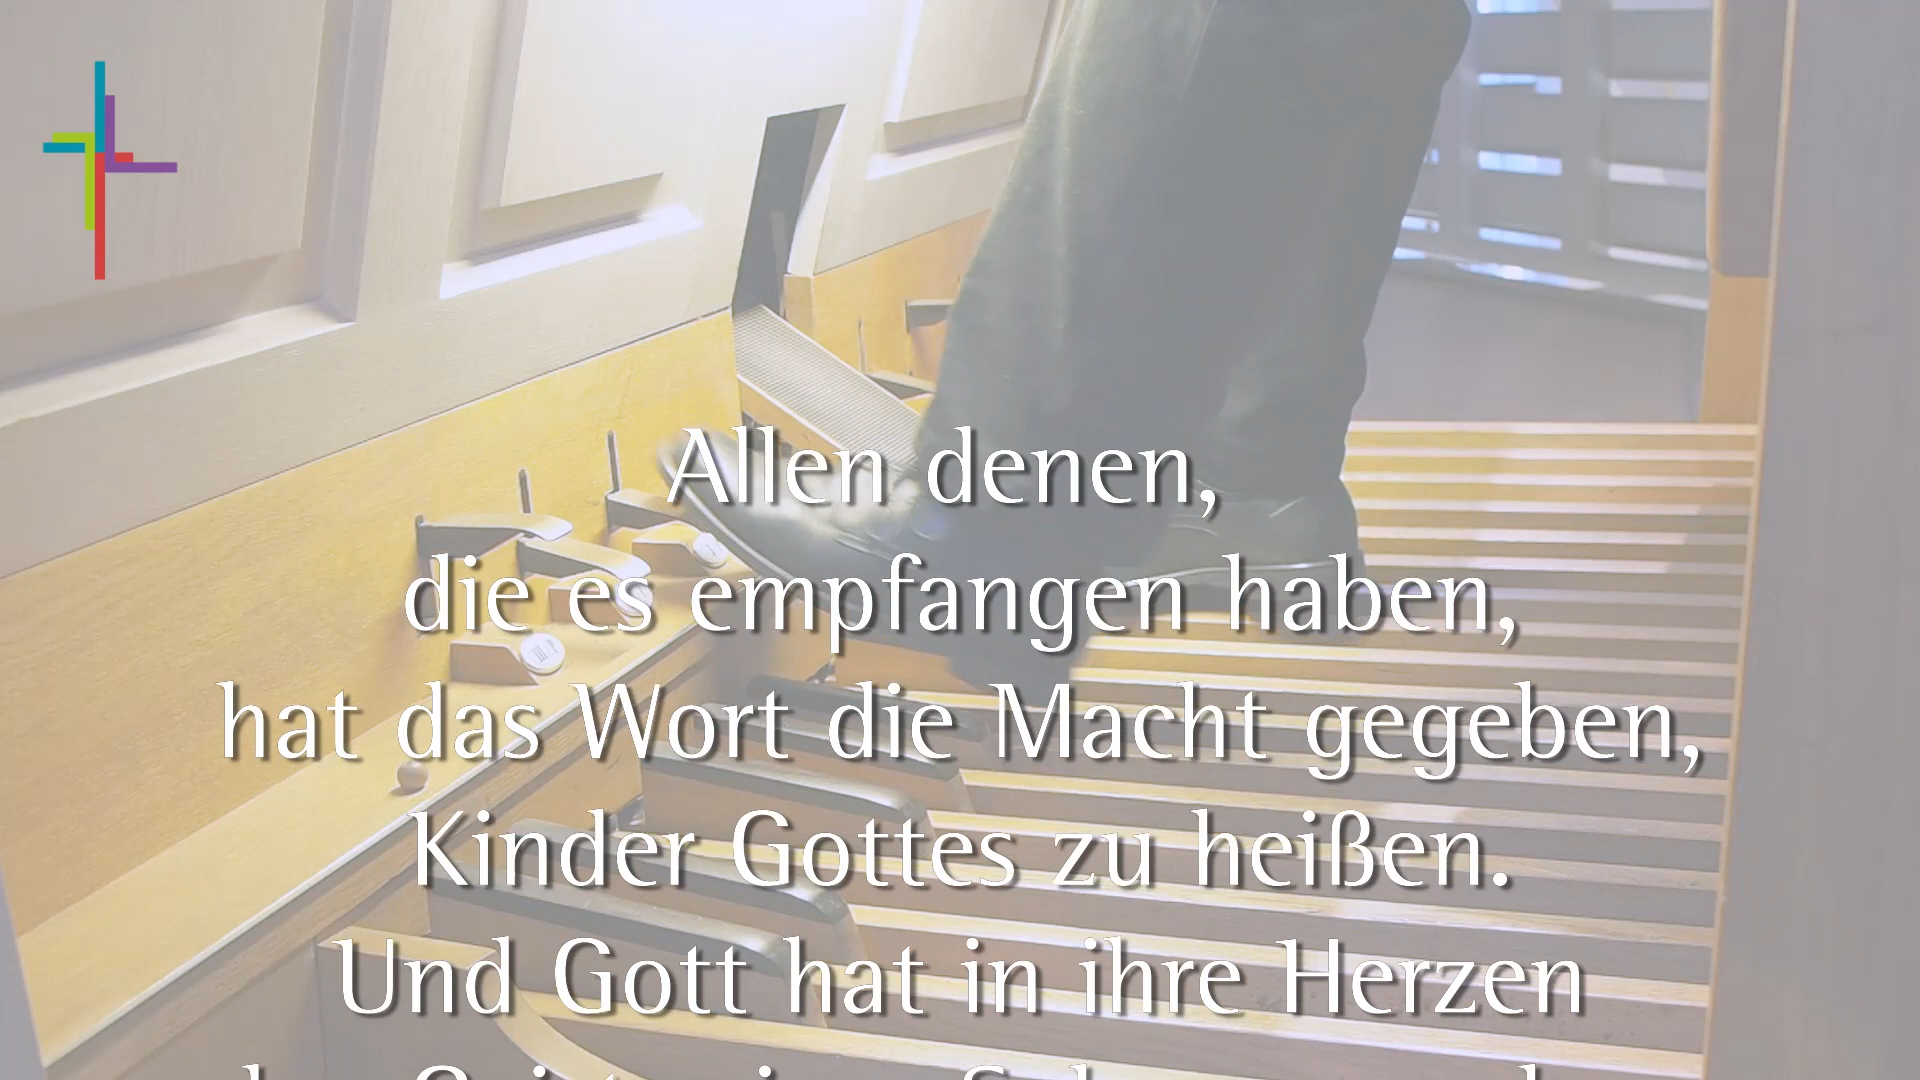 Allen denen,
die es empfangen haben,
hat das Wort die Macht gegeben,
Kinder Gottes zu heißen.
Und Gott hat in ihre Herzen